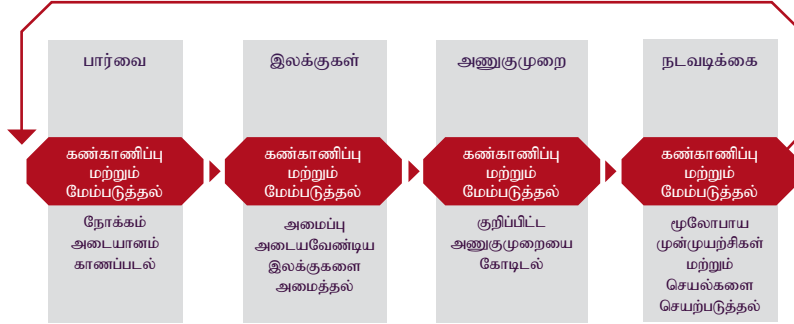 பார்வை
கண்காணிப்பு
மற்றும்
மேம்படுத்தல்
நோக்கம்
அடையானம்
காணப்படல்
இலக்குகள்
கண்காணிப்பு
மற்றும்
மேம்படுத்தல்
அமைப்பு
அடையவேண்டிய
இலக்குகளை
அமைத்தல்
அணுகுமுறை
கண்காணிப்பு
மற்றும்
மேம்படுத்தல்
குறிப்பிட்ட
அணுகுமுறையை
கோடிடல்
நடவடிக்கை
கண்காணிப்பு
மற்றும்
மேம்படுத்தல்
மூலோபாய
முன்முயற்சிகள்
மற்றும்
செயல்களை
செயற்படுத்தல்